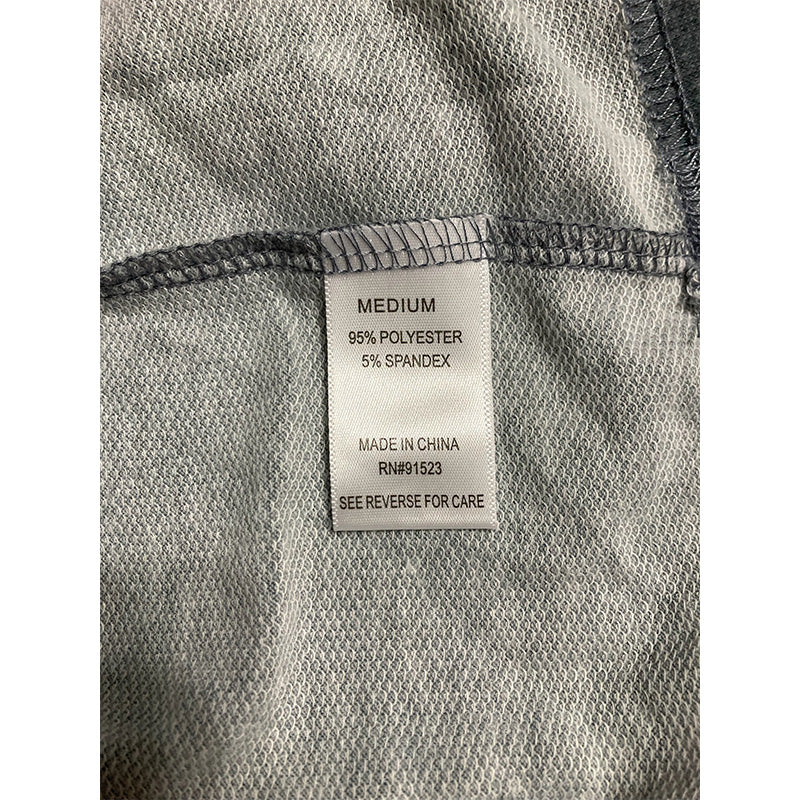 MEDIUM
95% POLYESTER
5% SPANDEX
MADE IN CHINA
RN#91523
SEE REVERSE FOR CARE